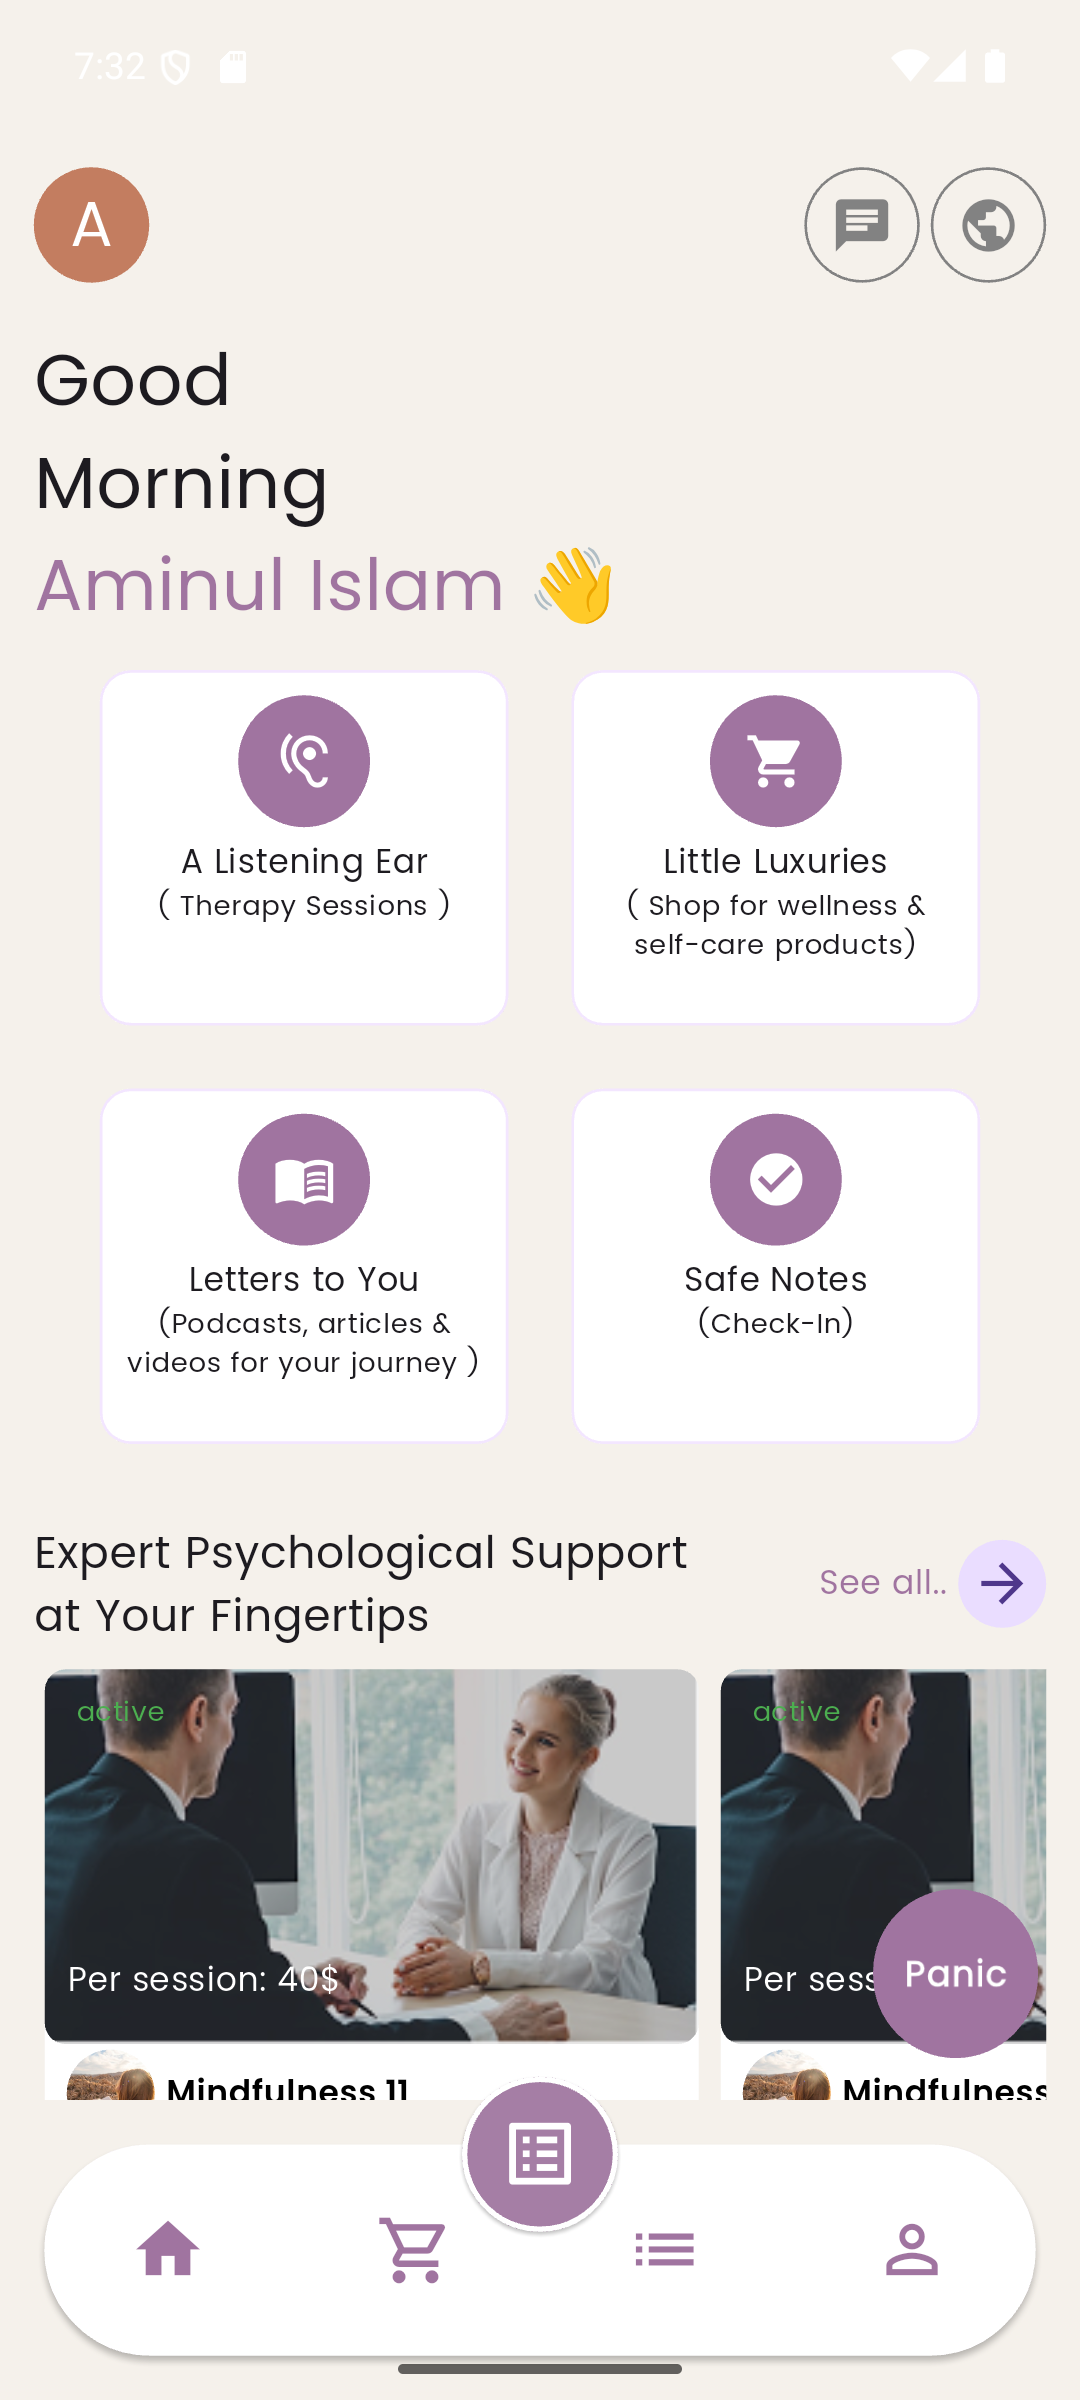 7:32
A
Good
Morning
Aminul Islam 👋
A Listening Ear
( Therapy Sessions )
Little Luxuries
( Shop for wellness &
self-care products)
Letters to You
(Podcasts, articles &
videos for your journey )
Safe Notes
(Check-In)
Expert Psychological Support
at Your Fingertips
See all..
active
Per session: 40$
Mindfulness 11
active
Per sess
Panic
Mindfulness